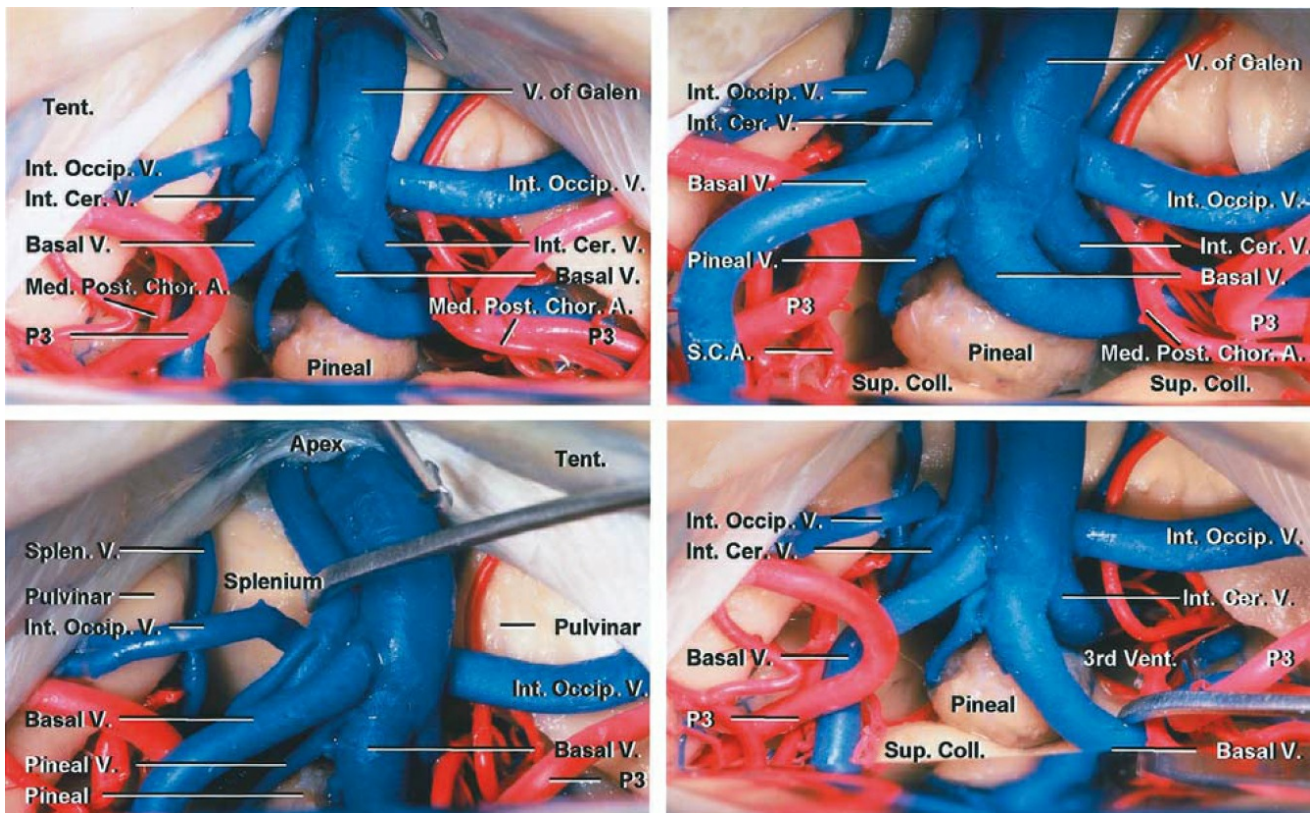 V. of Galen
Tent.
Int. Occip. V.
Int. Occip. V.
Int. Cer. V.
Basal V.
Int. Cer. V.
Basal V.
Med. Post. Chor. A.
Med. Post. Chor. A.
P3
P3
Pineal
V. of Galen
Int. Occip. V.
Int. Cer. V.
Basal V.
Int. Occip. V.
Pineal V.
Int. Cer. V.
Basal V.
P3
P3
S.C.A.
Pineal
Med. Post. Chor. A.
Sup. Coll.
Sup. Coll.
Apex
Tent.
Splen. V.
Splenium
Pulvinar
Int. Occip. V.
Pulvinar
Int. Occip. V.
Basal V.
Basal V.
Pineal V.
P3
Pineal
Int. Occip. V.
Int. Cer. V.
Int. Occip. V.
Int. Cer. V.
Basal V.
3rd Vent.
P3
Pineal
P3
Sup. Coll.
Basal V.